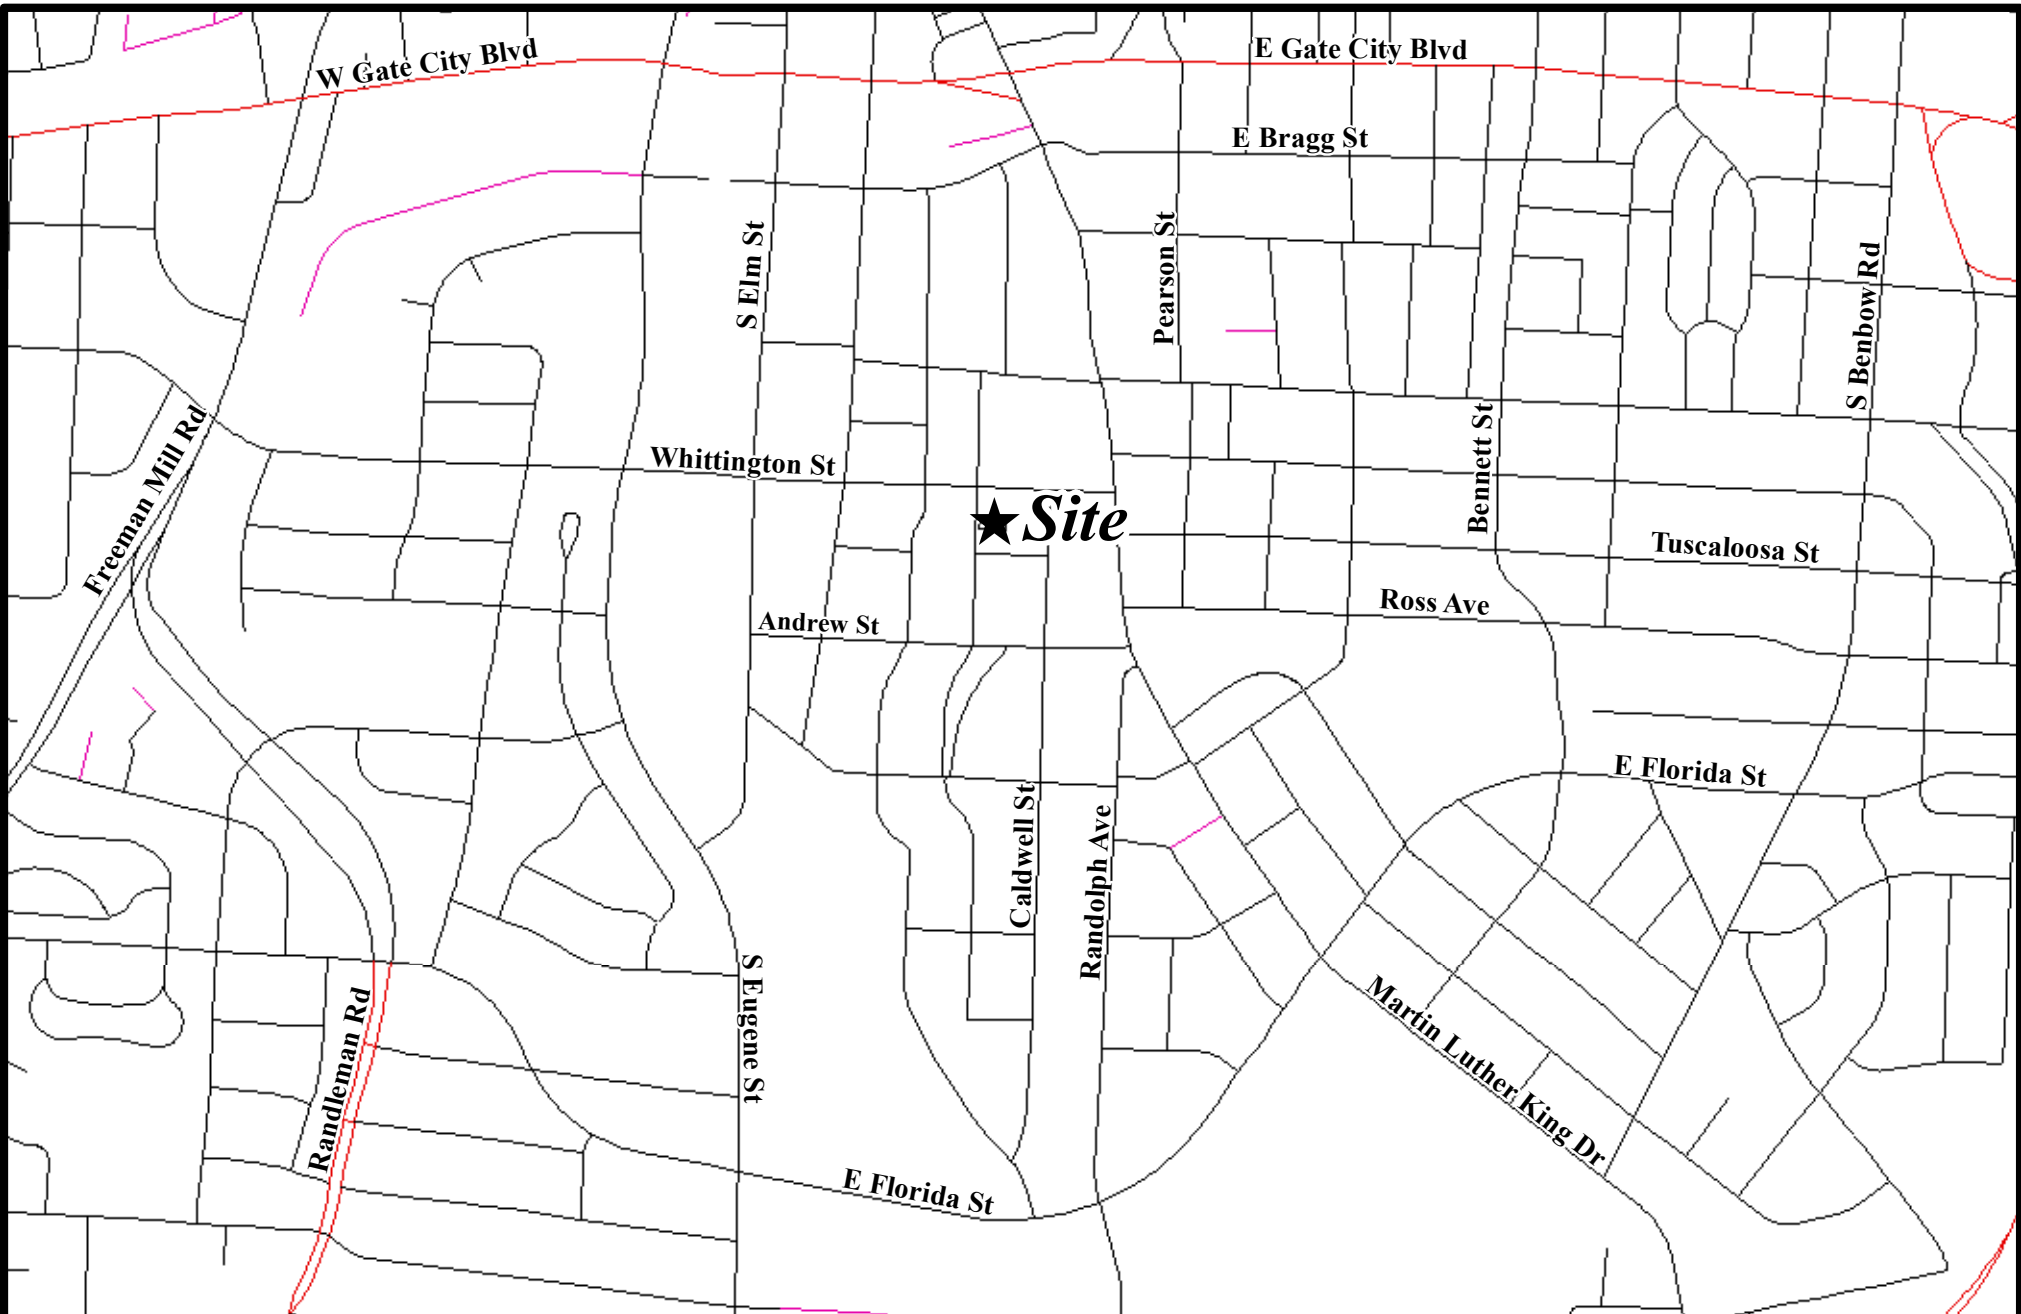 W Gate City Blvd
E Gate City Blvd
E Bragg St
Pearson St
S Elm St
S Benbow Rd
Freeman Mill Rd
Whittington St
Bennett St
Site
Tuscaloosa St
Ross Ave
Andrew St
E Florida St
Caldwell St
Randolph Ave
S Eugene St
Randleman Rd
Martin Luther King Dr
E Florida St